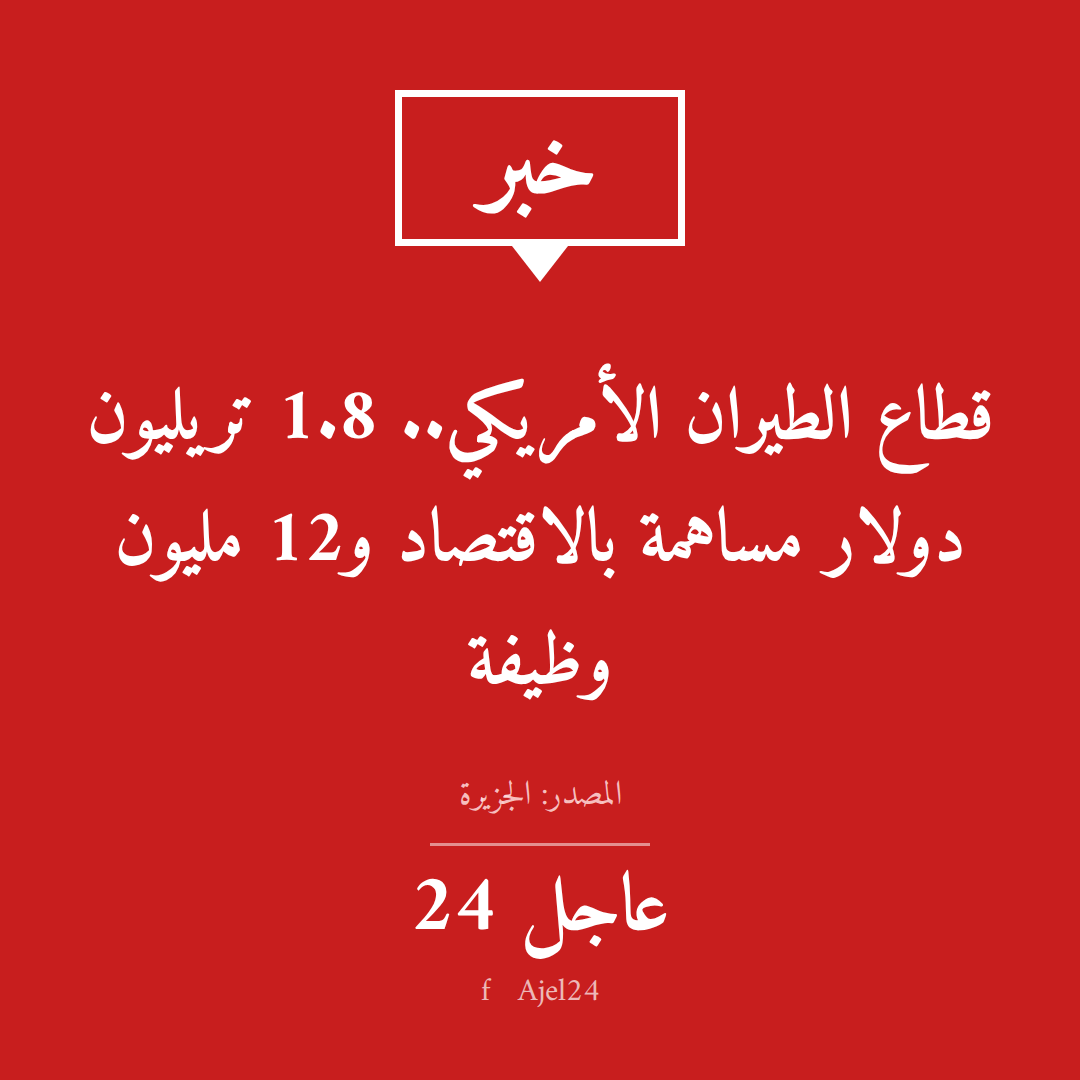 خبر
قطاع الطيران الأمريكي.. 1.8 تريليون
دولار مساهمة بالاقتصاد و12 مليون
وظيفة
المصدر: الجزيرة
عاجل 24
f Ajel24